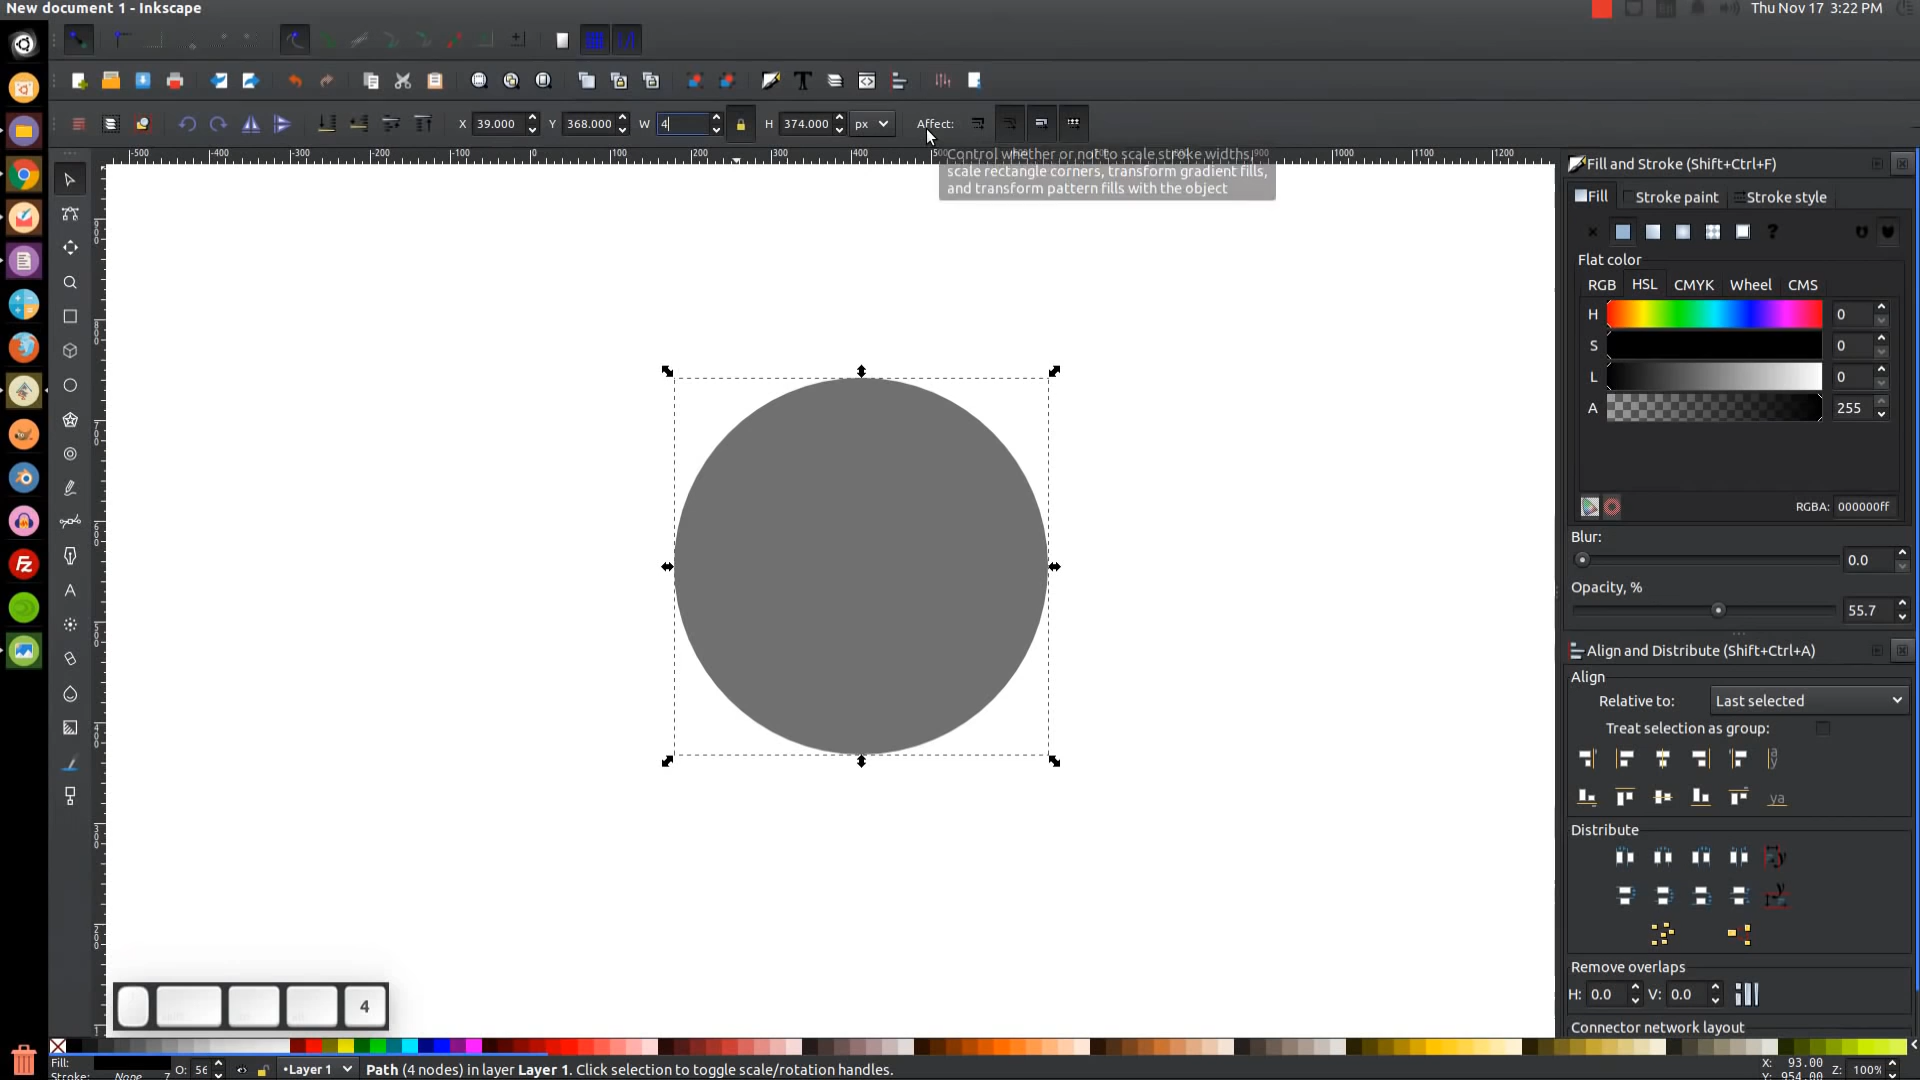 New document 1 - Inkscape
Thu Nov 17 3:22 PM
X 39.000 Y 368.000 W 4 H 374.000 px Affect:
Control whether or not to scale stroke widths,
scale rectangle corners, transform gradient fills,
and transform pattern fills with the object
Fill and Stroke (Shift+Ctrl+F)
Fill Stroke paint Stroke style
Flat color
RGB HSL CMYK Wheel CMS
H 0
S 0
L 0
A 255
RGBA: 000000ff
Blur:
0.0
Opacity, %
55.7
Align and Distribute (Shift+Ctrl+A)
Align
Relative to: Last selected
Treat selection as group:
Distribute
Remove overlaps
H: 0.0 V: 0.0
Connector network layout
4
Fill:
Stroke: None
O: 56
•Layer 1
Path (4 nodes) in layer Layer 1. Click selection to toggle scale/rotation handles.
X: 93.00
Y: 954.00
Z: 100%